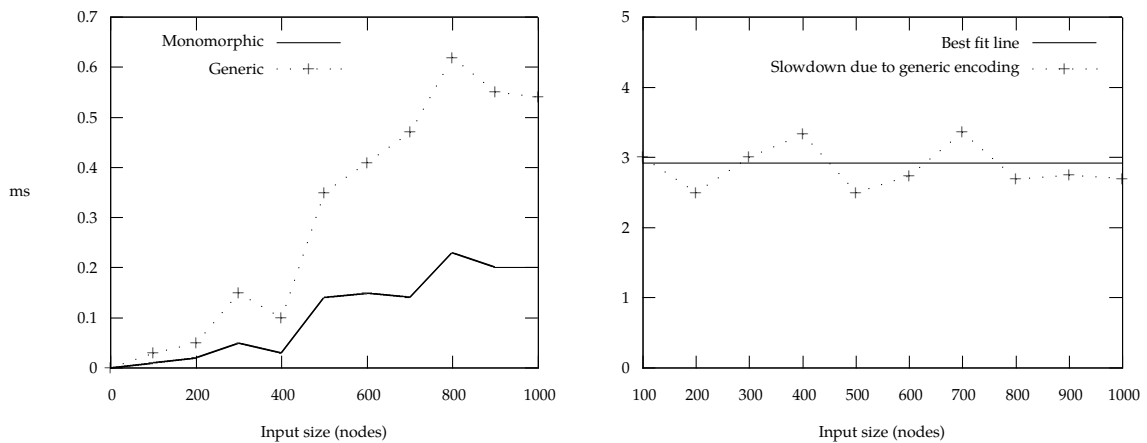 0.7
0.6
0.5
0.4
0.3
0.2
0.1
0
ms
Monomorphic
Generic
0 200 400 600 800 1000
Input size (nodes)
5
4
3
2
1
0
Best fit line
Slowdown due to generic encoding
100 200 300 400 500 600 700 800 900 1000
Input size (nodes)